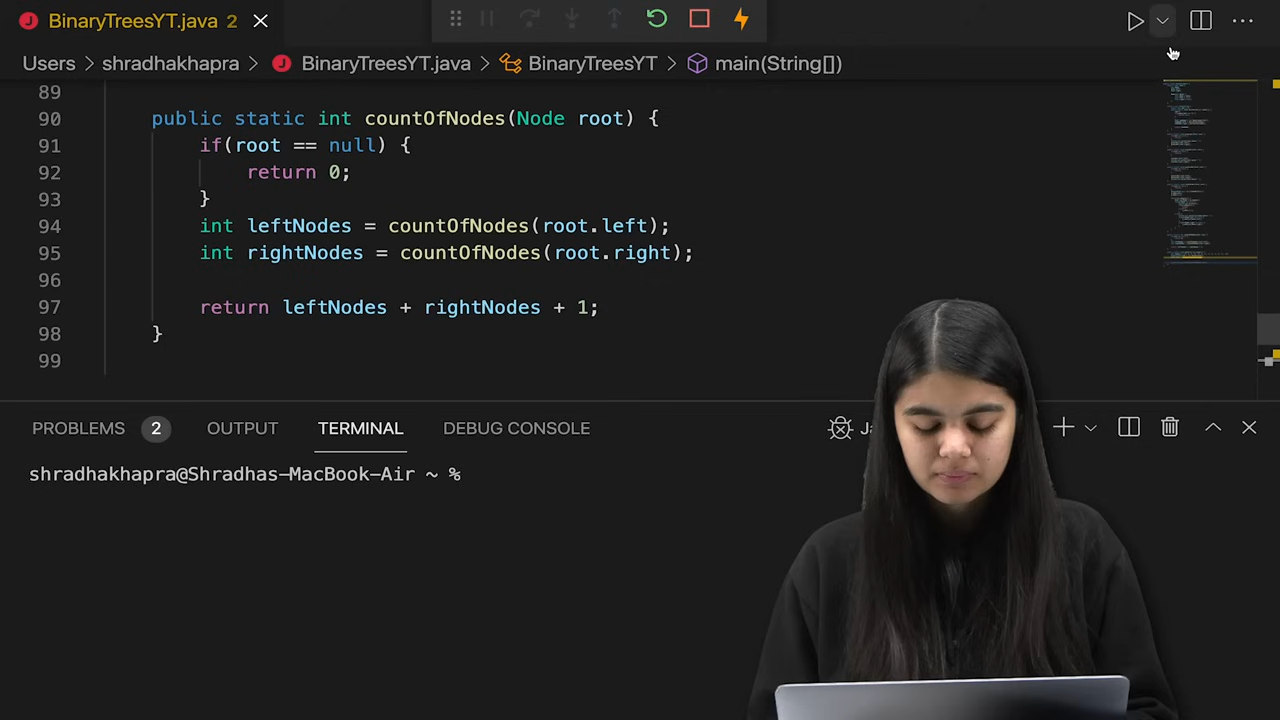 BinaryTreesYT.java 2
Users > shradhakhapra > BinaryTreesYT.java > BinaryTreesYT > main(String[])
89
90 public static int countOfNodes(Node root) {
91 if(root == null) {
92 return 0;
93 }
94 int leftNodes = countOfNodes(root.left);
95 int rightNodes = countOfNodes(root.right);
96
97 return leftNodes + rightNodes + 1;
98 }
99
PROBLEMS 2 OUTPUT TERMINAL DEBUG CONSOLE
shradhakhapra@Shradhas-MacBook-Air ~ %